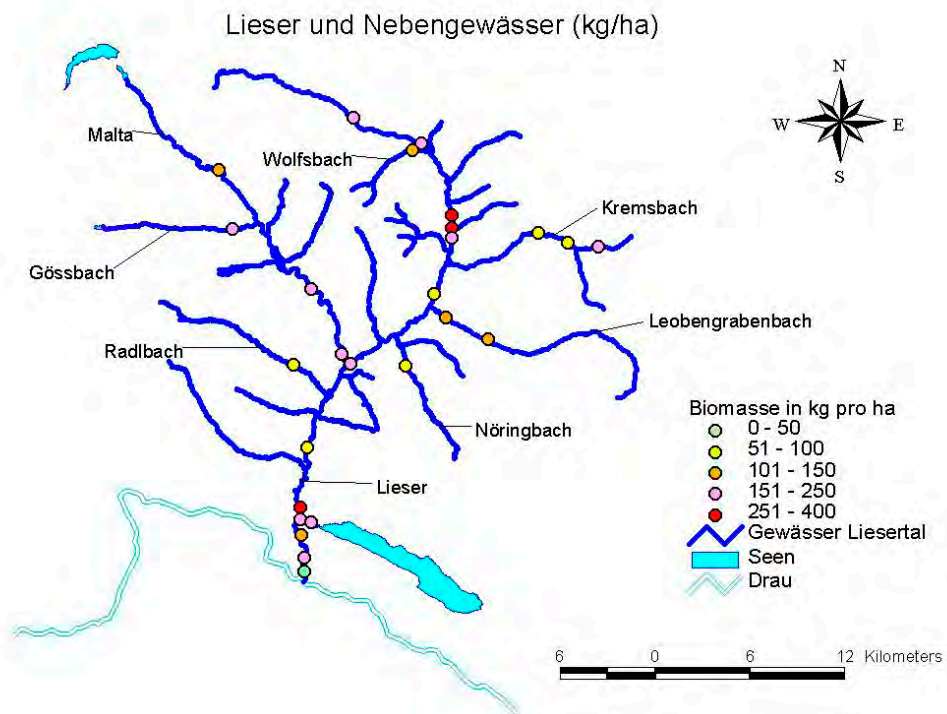 Lieser und Nebengewässer (kg/ha)
N
W E
S
Malta
Wolfsbach
Kremsbach
Gössbach
Leobengrabenbach
Radlbach
Nöringbach
Lieser
Biomasse in kg pro ha
0 - 50
51 - 100
101 - 150
151 - 250
251 - 400
Gewässer Liesertal
Seen
Drau
6 0 6 12 Kilometers